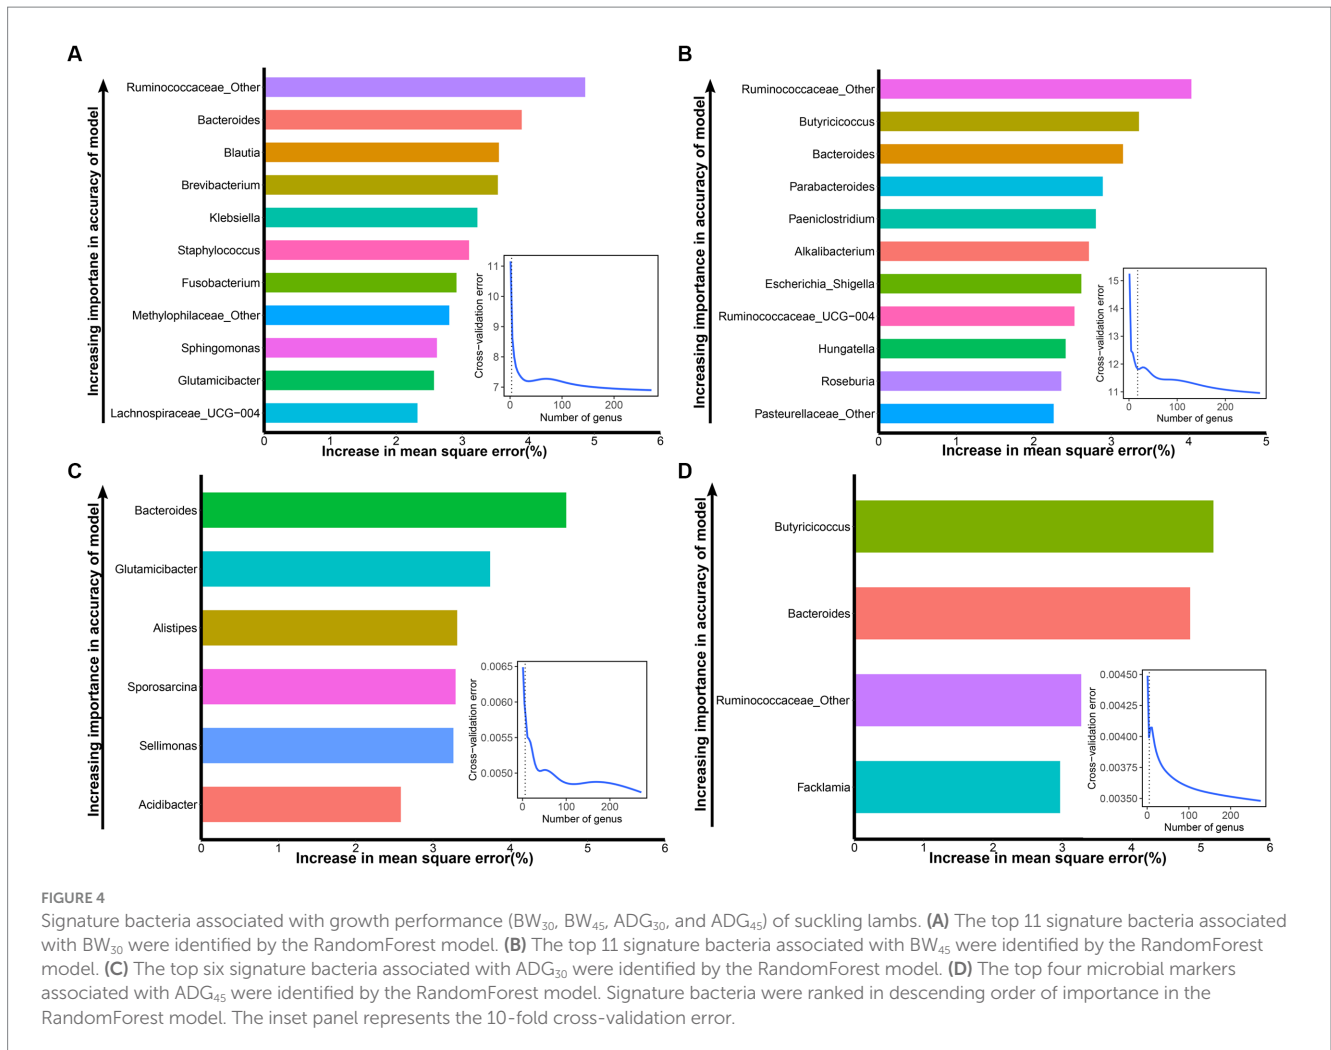 A
Increasing importane in accuracy of model
Ruminococcaceae_Other
Bacteroides
Blautia
Brevibacterium
Klebsiella
Staphylococcus
Fusobacterium
Methylophilaceae_Other
Sphingomonas
Glutamicibacter
Lachnospiraceae_UCG−004
0 1 2 3 4 5 6
Increase in mean square error(%)
Cross−validation error
11
10
9
8
7
0 100 200
Number of genus
B
Increasing importance in accuracy of model
Ruminococcaceae_Other
Butyricicoccus
Bacteroides
Parabacteroides
Paeniclostridium
Alkalibacterium
Escherichia_Shigella
Ruminococcaceae_UCG−004
Hungatella
Roseburia
Pasteurellaceae_Other
0 1 2 3 4 5
Increase in mean square error(%)
Cross−validation error
15
14
13
12
11
0 100 200
Number of genus
C
Increasing importance in accuracy of model
Bacteroides
Glutamicibacter
Alistipes
Sporosarcina
Sellimonas
Acidibacter
0 1 2 3 4 5 6
Increase in mean square error(%)
Cross−validation error
0.0065
0.0060
0.0055
0.0050
0 100 200
Number of genus
D
Increasing importance in accuracy of model
Butyricicoccus
Bacteroides
Ruminococcaceae_Other
Facklamia
0 1 2 3 4 5 6
Increase in mean square error(%)
Cross−validation error
0.00450
0.00425
0.00400
0.00375
0.00350
0 100 200
Number of genus
FIGURE 4
Signature bacteria associated with growth performance (BW30, BW45, ADG30, and ADG45) of suckling lambs. (A) The top 11 signature bacteria associated
with BW30 were identified by the RandomForest model. (B) The top 11 signature bacteria associated with BW45 were identified by the RandomForest
model. (C) The top six signature bacteria associated with ADG30 were identified by the RandomForest model. (D) The top four microbial markers
associated with ADG45 were identified by the RandomForest model. Signature bacteria were ranked in descending order of importance in the
RandomForest model. The inset panel represents the 10-fold cross-validation error.